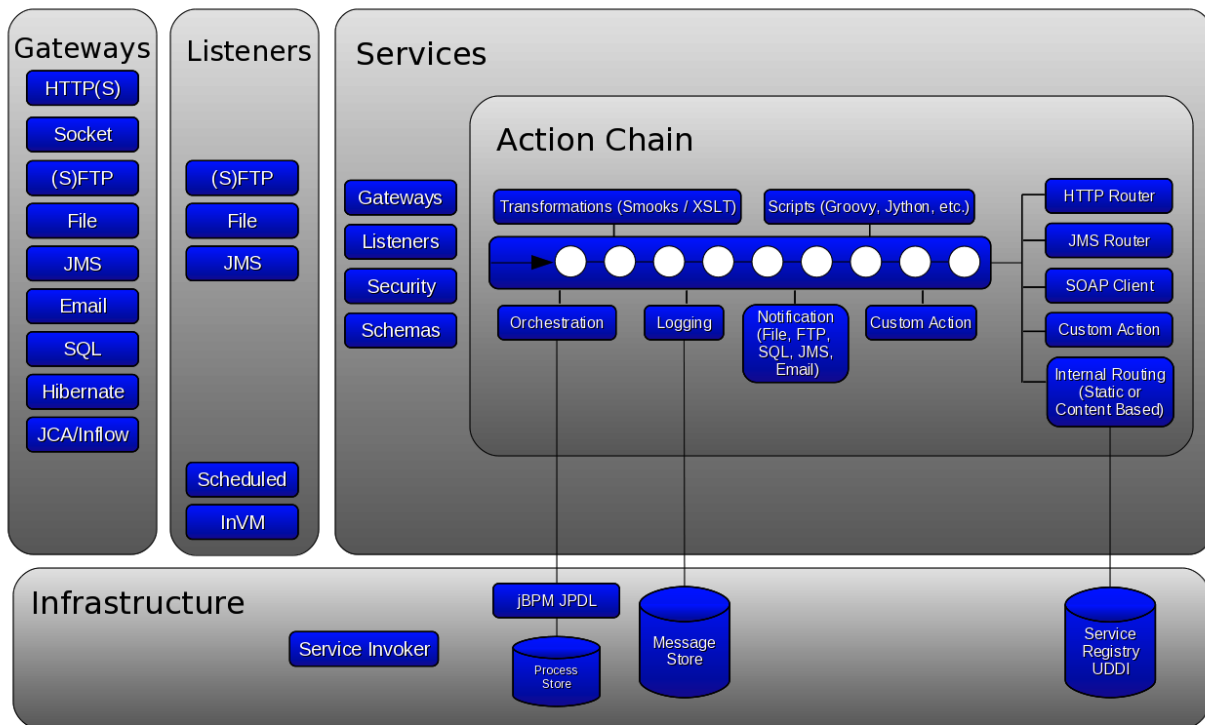 Gateways
HTTP(S)
Socket
(S)FTP
File
JMS
Email
SQL
Hibernate
JCA/Inflow
Listeners
(S)FTP
File
JMS
Scheduled
InVM
Services
Gateways
Listeners
Security
Schemas
Action Chain
Transformations (Smooks / XSLT)
Scripts (Groovy, Jython, etc.)
Orchestration
Logging
Notification
(File, FTP,
SQL, JMS,
Email)
Custom Action
HTTP Router
JMS Router
SOAP Client
Custom Action
Internal Routing
(Static or
Content Based)
Infrastructure
Service Invoker
jBPM JPDL
Process
Store
Message
Store
Service
Registry
UDDI